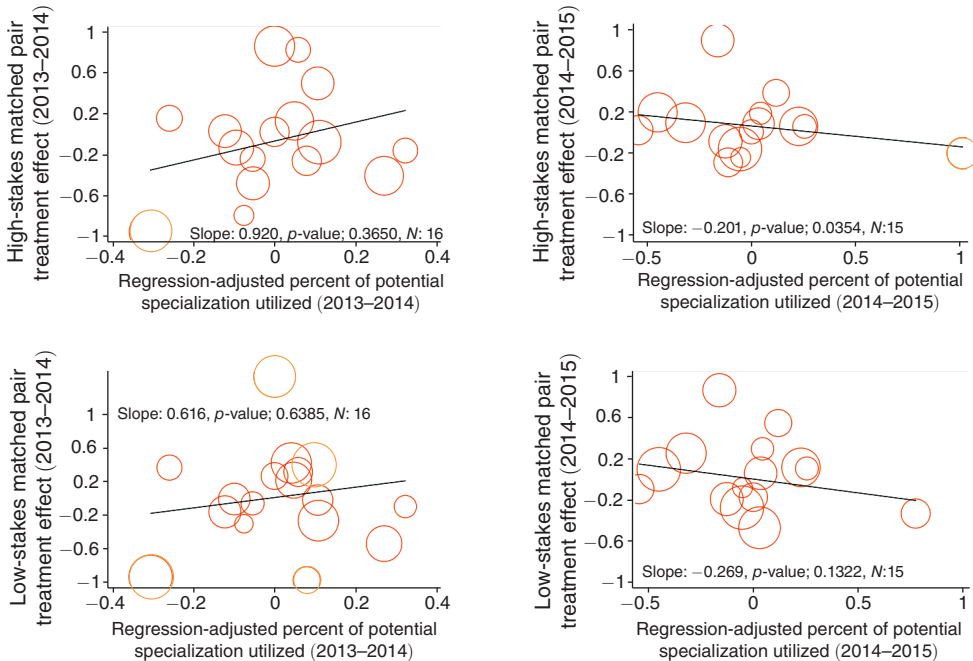 High-stakes matched pair
treatment effect (2013–2014)
1
0.6
0.2
−0.2
−0.6
−1
Slope: 0.920, p-value; 0.3650, N: 16
−0.4
−0.2
0
0.2
0.4
Regression-adjusted percent of potential
specialization utilized (2013–2014)
High-stakes matched pair
treatment effect (2014–2015)
1
0.6
0.2
−0.2
−0.6
−1
Slope: −0.201, p-value; 0.0354, N:15
−0.5
0
0.5
1
Regression-adjusted percent of potential
specialization utilized (2014–2015)
Low-stakes matched pair
treatment effect (2013–2014)
1
0.6
0.2
−0.2
−0.6
−1
Slope: 0.616, p-value; 0.6385, N: 16
−0.4
−0.2
0
0.2
0.4
Regression-adjusted percent of potential
specialization utilized (2013–2014)
Low-stakes matched pair
treatment effect (2014–2015)
1
0.6
0.2
−0.2
−0.6
−1
Slope: −0.269, p-value; 0.1322, N:15
−0.5
0
0.5
1
Regression-adjusted percent of potential
specialization utilized (2014–2015)